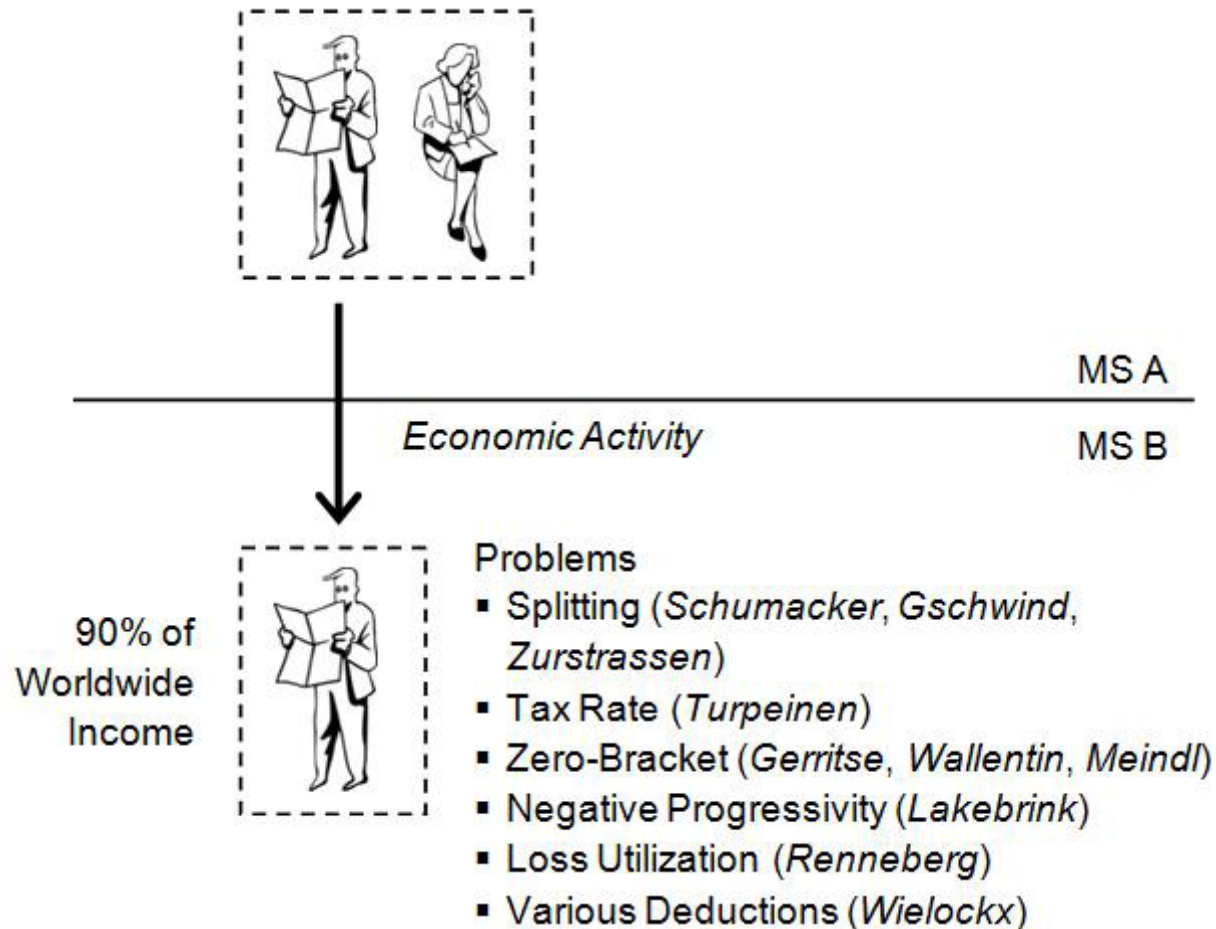 MS A
Economic Activity
MS B
90% of
Worldwide
Income
Problems
▪ Splitting (Schumacker, Gschwind,
Zurstrassen)
▪ Tax Rate (Turpeinen)
▪ Zero-Bracket (Gerritse, Wallentin, Meindl)
▪ Negative Progressivity (Lakebrink)
▪ Loss Utilization (Renneberg)
▪ Various Deductions (Wielockx)